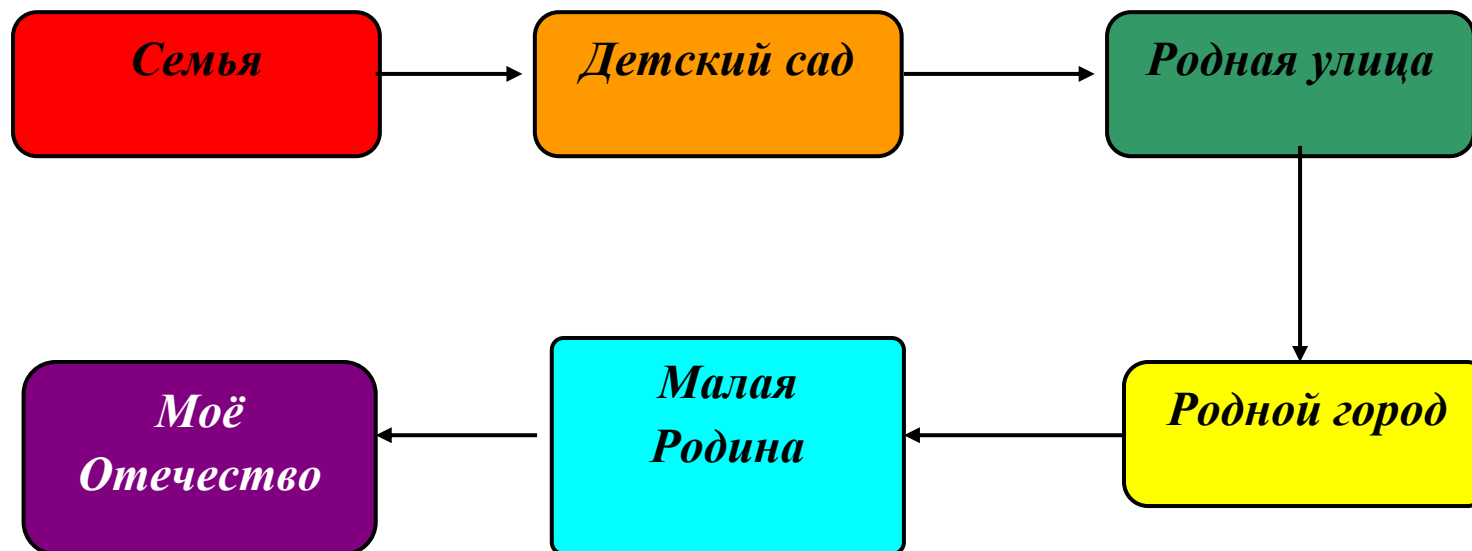 Семья
Детский сад
Родная улица
Родной город
Малая
Родина
Моё
Отечество